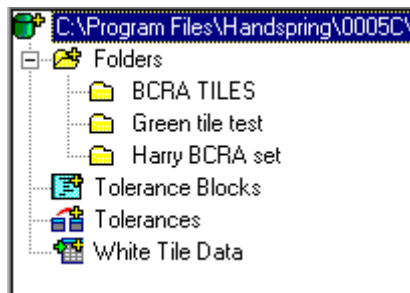 C:\Program Files\Handspring\0005C\
Folders
BCRA TILES
Green tile test
Harry BCRA set
Tolerance Blocks
Tolerances
White Tile Data